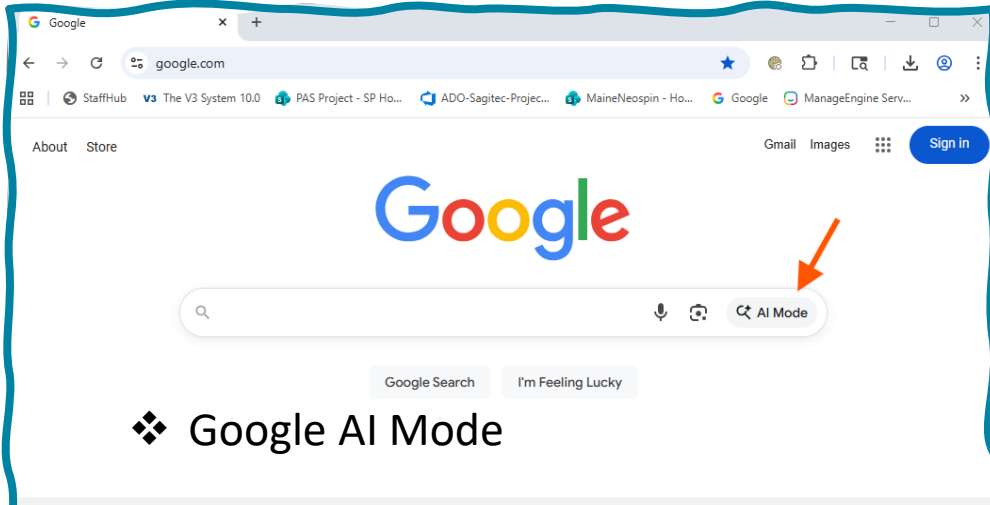 Google
google.com
StaffHub V3 The V3 System 10.0 PAS Project - SP Ho... ADO-Sagitec-Projec... MaineNeospin - Ho... Google ManageEngine Serv...
About Store Gmail Images Sign in
Google
AI Mode
Google Search I'm Feeling Lucky
❖ Google AI Mode